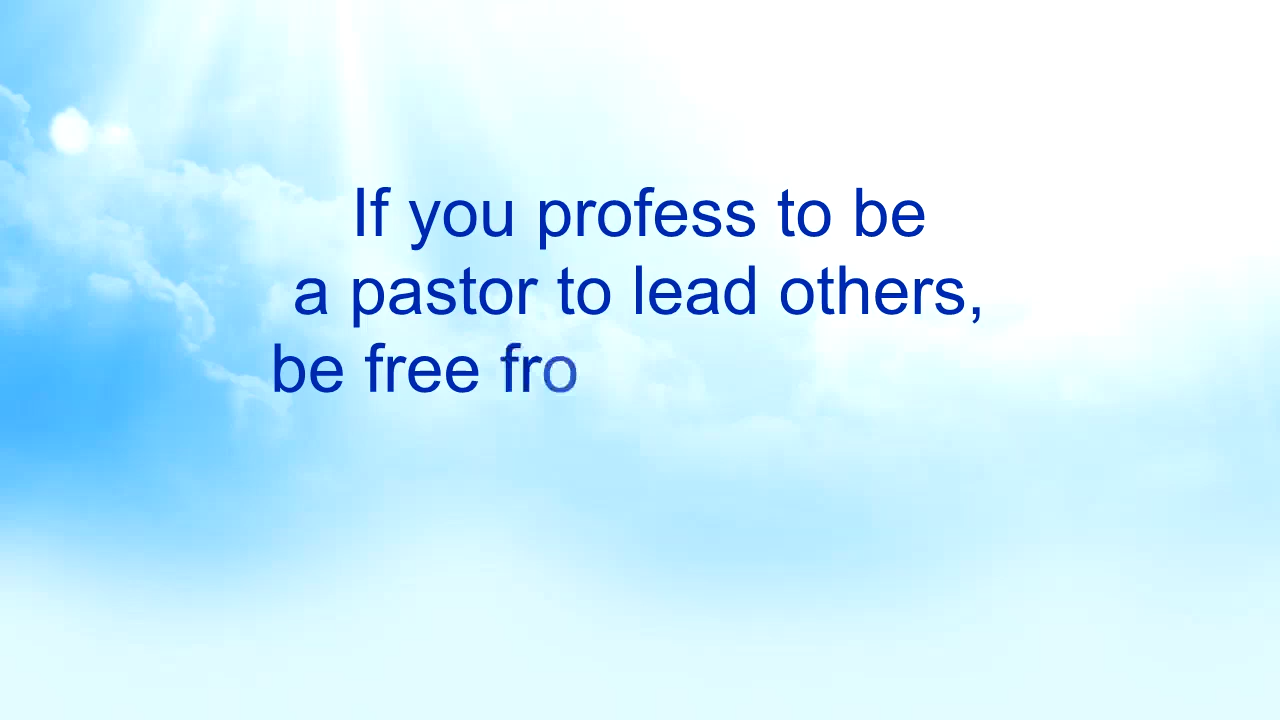 If you profess to be
a pastor to lead others,
be free fro